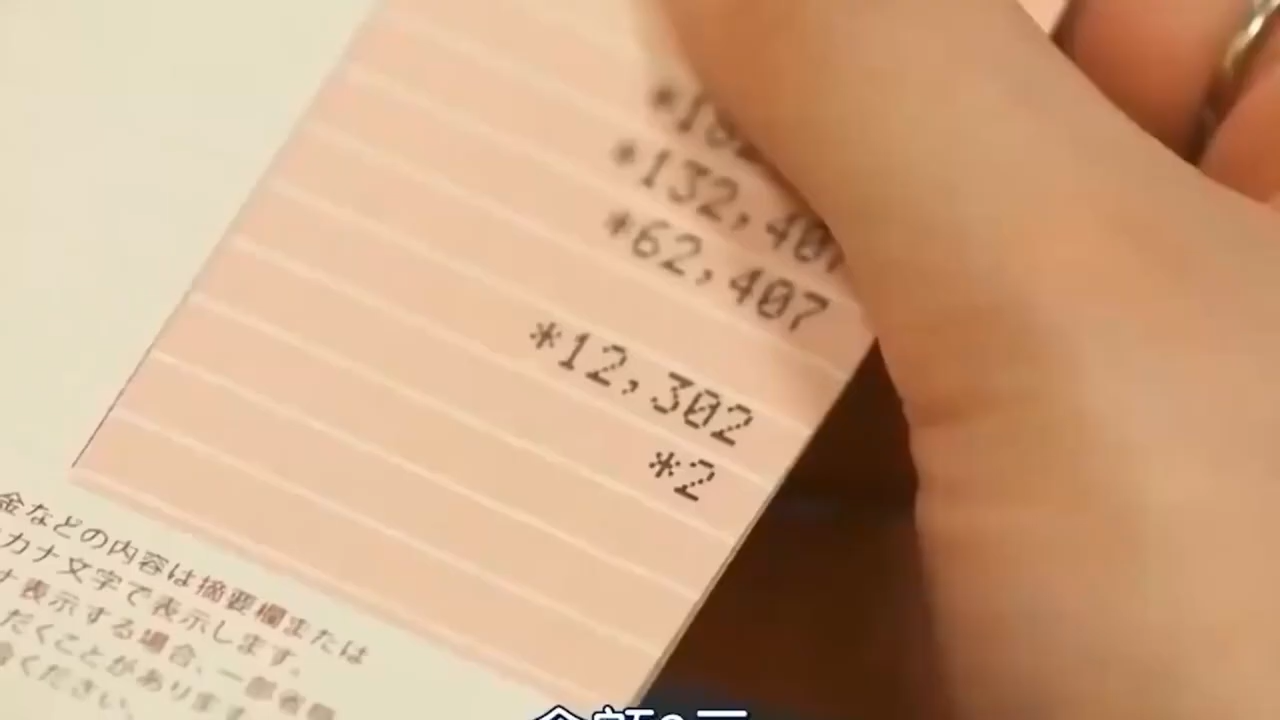 *132,40
*62,407
*12,302
*2
金などの内容は摘要欄または
カナ文字で表示します。
ナ表示する場合、一部省略
だくことがあります
ください。